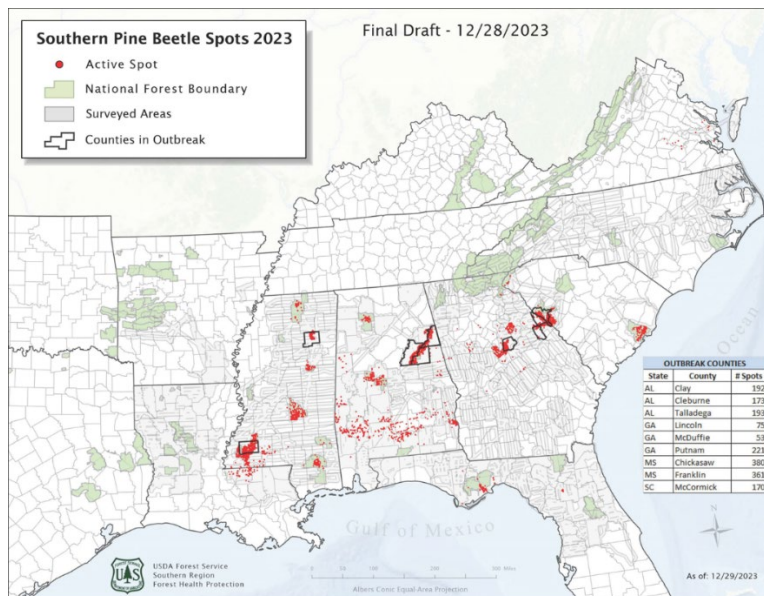 Southern Pine Beetle Spots 2023
Active Spot
National Forest Boundary
Surveyed Areas
Counties in Outbreak
Final Draft - 12/28/2023
Ocean
OUTBREAK COUNTIES
State County # Spots
AL Clay 192
AL Cleburne 173
AL Talladega 193
GA Lincoln 75
GA McDuffie 53
GA Putnam 221
MS Chickasaw 380
MS Franklin 361
SC McCormick 170
N
Gulf of Mexico
USDA Forest Service
Southern Region
Forest Health Protection
Albers Conic Equal-Area Projection
As of: 12/29/2023